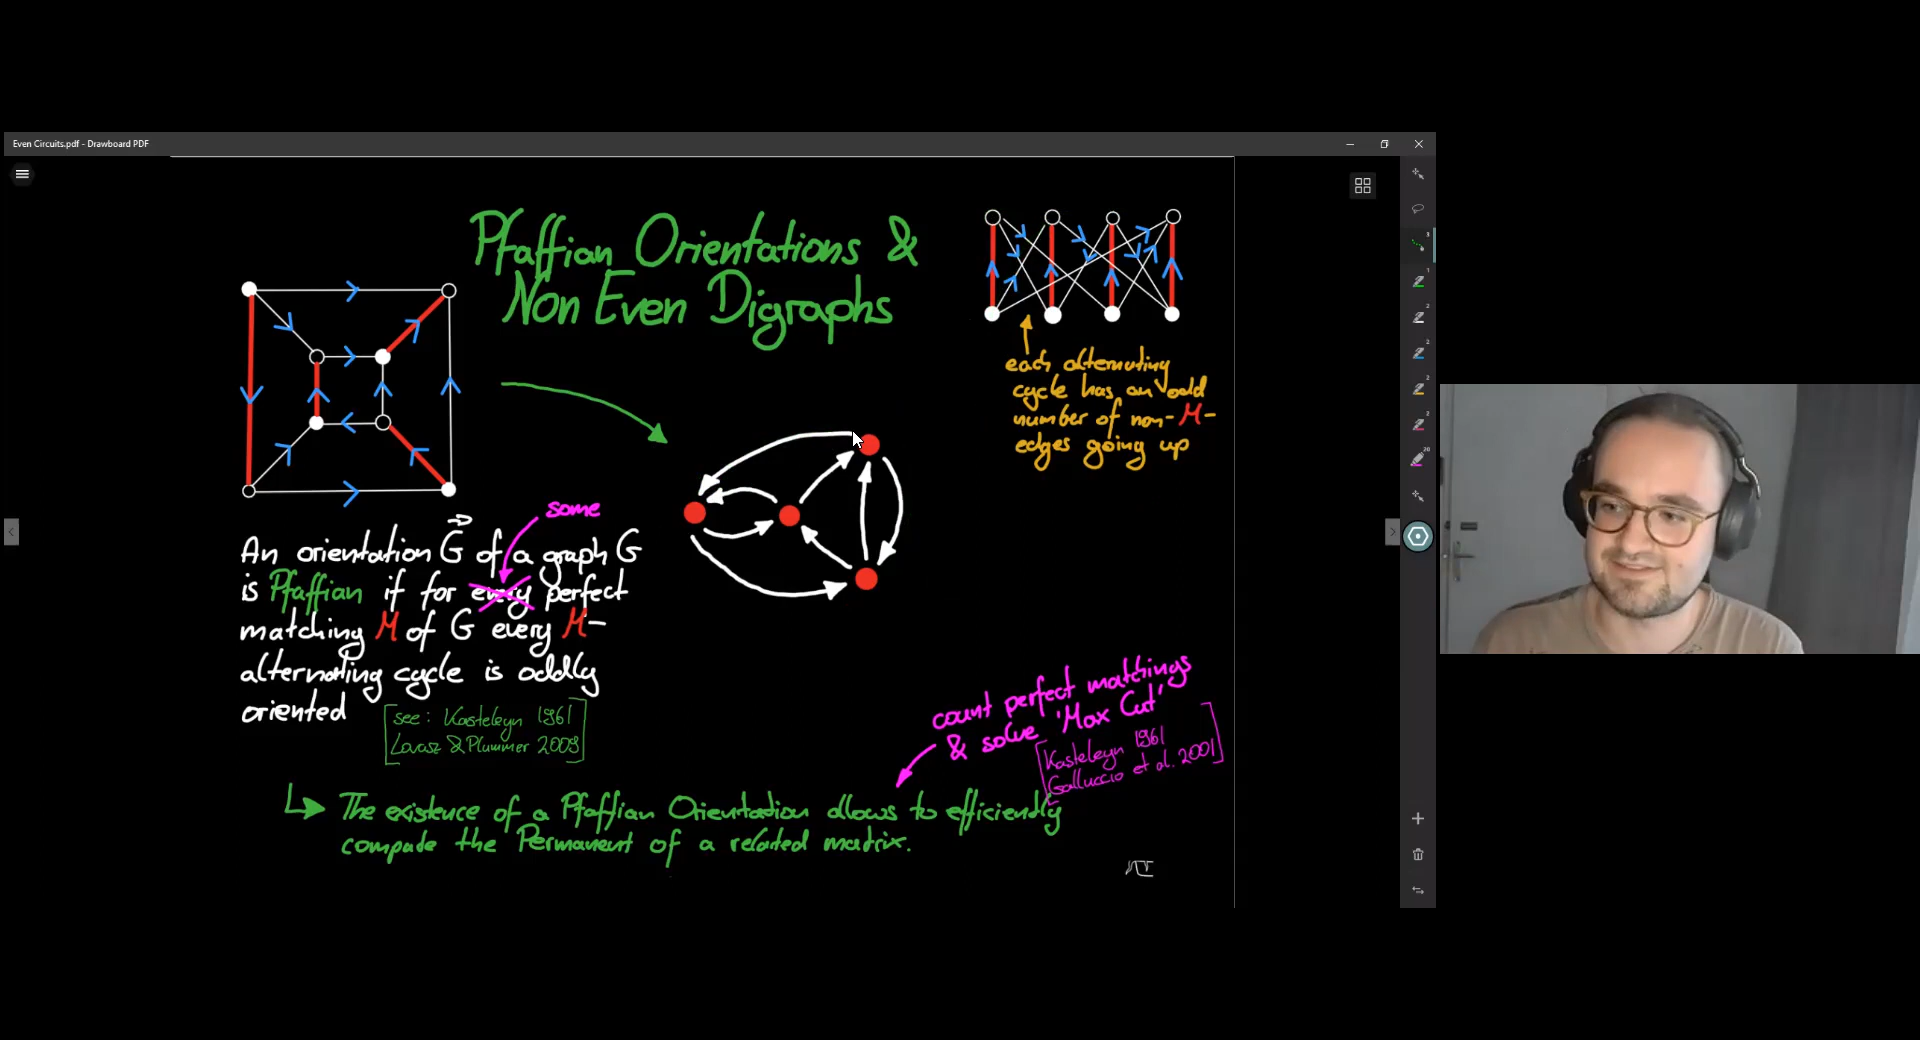 Even Circuits.pdf - Drawboard PDF
Pfaffian Orientations &
Non Even Digraphs
each alternating
cycle has an odd
number of non-M-
edges going up
some
An orientation G of a graph G
is Pfaffian if for every perfect
matching M of G every M-
alternating cycle is oddly
oriented
[see: Kasteleyn 1961
Lovasz & Plummer 2009]
count perfect matchings
& solve 'Max Cut'
[Kasteleyn 1961
Galluccio et al. 2001]
↳ The existence of a Pfaffian Orientation allows to efficiently
compute the Permanent of a related matrix.